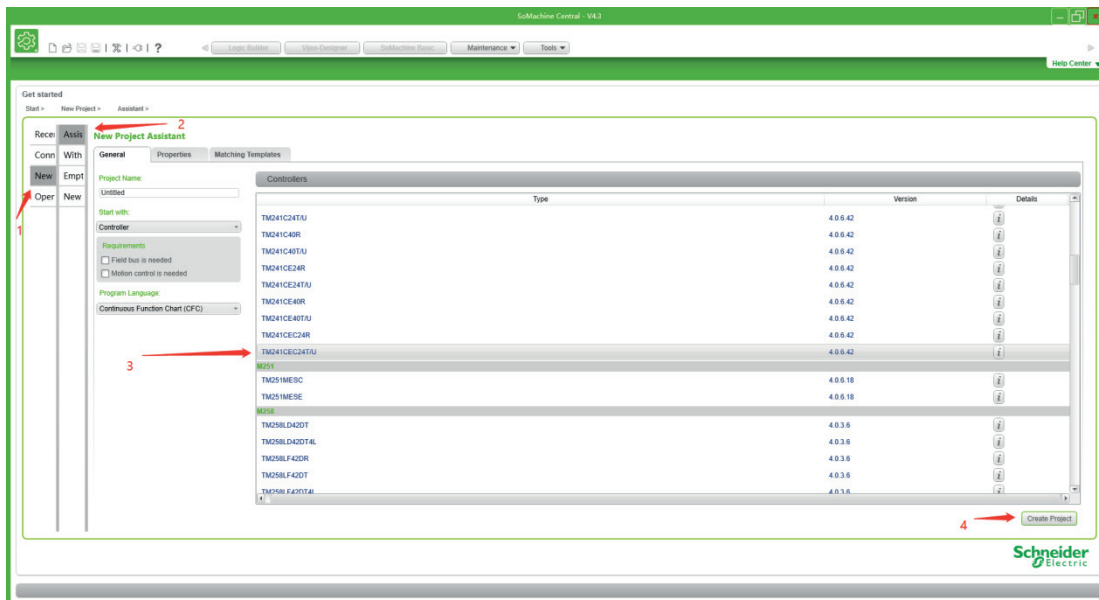 SoMachine Central - V4.3
? Logic Builder Vijeo-Designer SoMachine Basic Maintenance Tools
Help Center
Get started
Start > New Project > Assistant >
2
Rece Assis New Project Assistant
Conn With General Properties Matching Templates
New Empt Project Name: Controllers
Oper New Untitled Type Version Details
1
Start with:
TM241C24T/U 4.0.6.42 i
Controller TM241C40R 4.0.6.42 i
Requirements TM241C40T/U 4.0.6.42 i
Field bus is needed TM241CE24R 4.0.6.42 i
Motion control is needed TM241CE24T/U 4.0.6.42 i
Program Language: TM241CE40R 4.0.6.42 i
Continuous Function Chart (CFC) TM241CE40T/U 4.0.6.42 i
TM241CEC24R 4.0.6.42 i
3 TM241CEC24T/U 4.0.6.42 i
M251
TM251MESC 4.0.6.18 i
TM251MESE 4.0.6.18 i
M258
TM258LD42DT 4.0.3.6 i
TM258LD42DT4L 4.0.3.6 i
TM258LF42DR 4.0.3.6 i
TM258LF42DT 4.0.3.6 i
TM258LF42DT4L 4.0.3.6 i
4 Create Project
Schneider
Electric